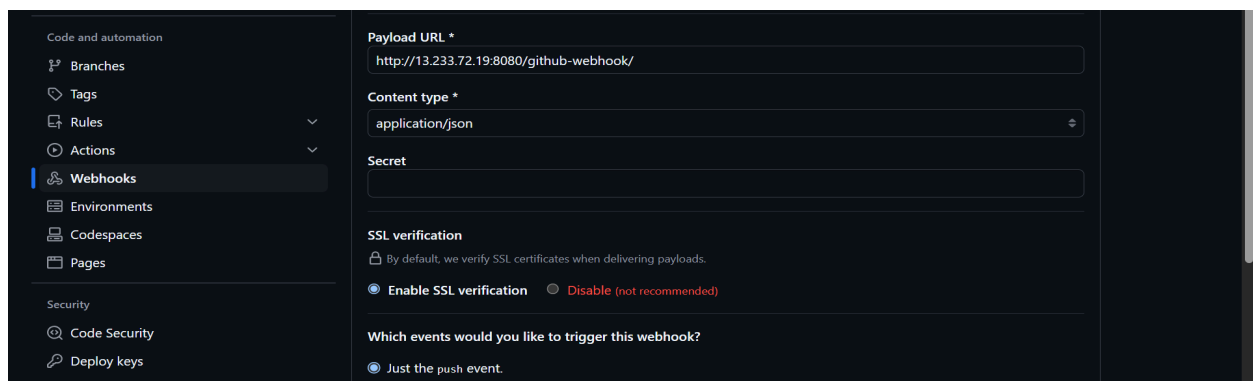 Code and automation
Branches
Tags
Rules
Actions
Webhooks
Environments
Codespaces
Pages
Security
Code Security
Deploy keys
Payload URL *
http://13.233.72.19:8080/github-webhook/
Content type *
application/json
Secret
SSL verification
By default, we verify SSL certificates when delivering payloads.
Enable SSL verification Disable (not recommended)
Which events would you like to trigger this webhook?
Just the push event.